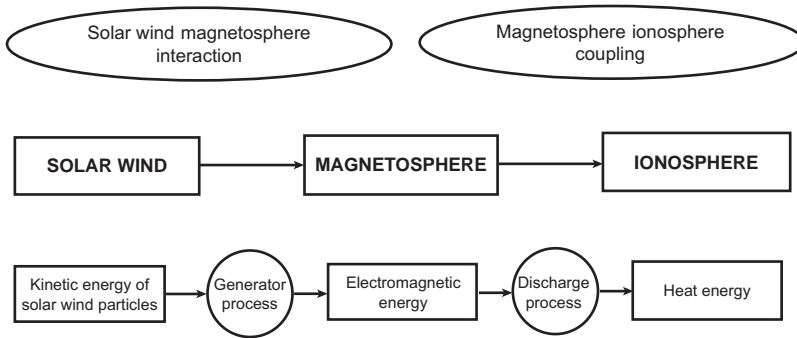 Solar wind magnetosphere
interaction
Magnetosphere ionosphere
coupling
SOLAR WIND
MAGNETOSPHERE
IONOSPHERE
Kinetic energy of
solar wind particles
Generator
process
Electromagnetic
energy
Discharge
process
Heat energy